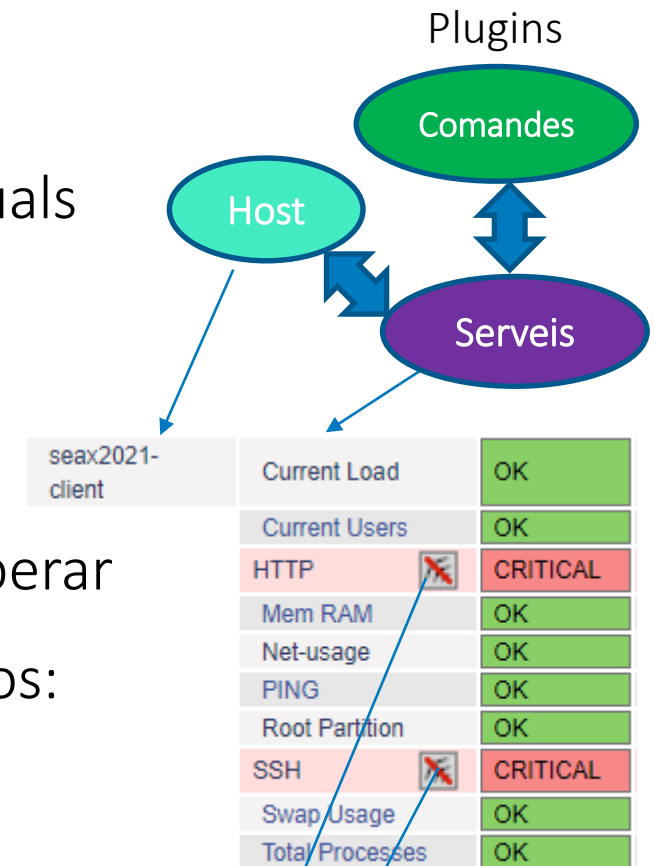 Plugins
Comandes
uals
Host
Serveis
seax2021-
client
Current Load OK
Current Users OK
perar
HTTP CRITICAL
Mem RAM OK
Net-usage OK
os:
PING OK
Root Partition OK
SSH CRITICAL
Swap Usage OK
Total Processes OK